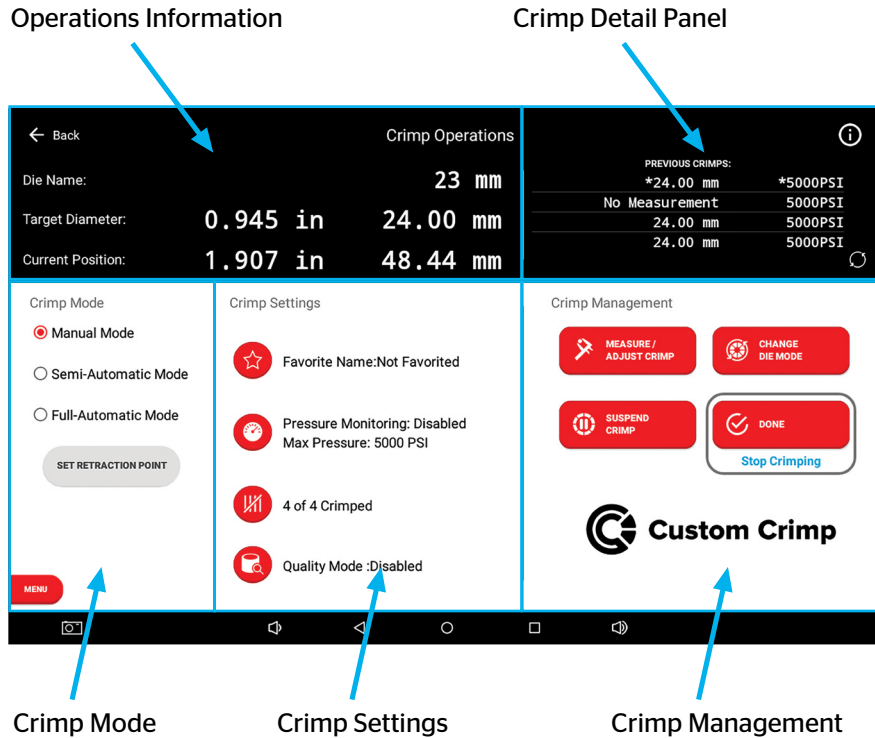 Operations Information
Crimp Detail Panel
Back
Crimp Operations
Die Name:
23 mm
Target Diameter:
0.945 in
24.00 mm
Current Position:
1.907 in
48.44 mm
PREVIOUS CRIMPS:
*24.00 mm *5000PSI
No Measurement 5000PSI
24.00 mm 5000PSI
24.00 mm 5000PSI
Crimp Mode
Manual Mode
Semi-Automatic Mode
Full-Automatic Mode
SET RETRACTION POINT
MENU
Crimp Settings
Favorite Name:Not Favorited
Pressure Monitoring: Disabled
Max Pressure: 5000 PSI
4 of 4 Crimped
Quality Mode :Disabled
Crimp Management
MEASURE /
ADJUST CRIMP
CHANGE
DIE MODE
SUSPEND
CRIMP
DONE
Stop Crimping
Custom Crimp
Crimp Mode
Crimp Settings
Crimp Management